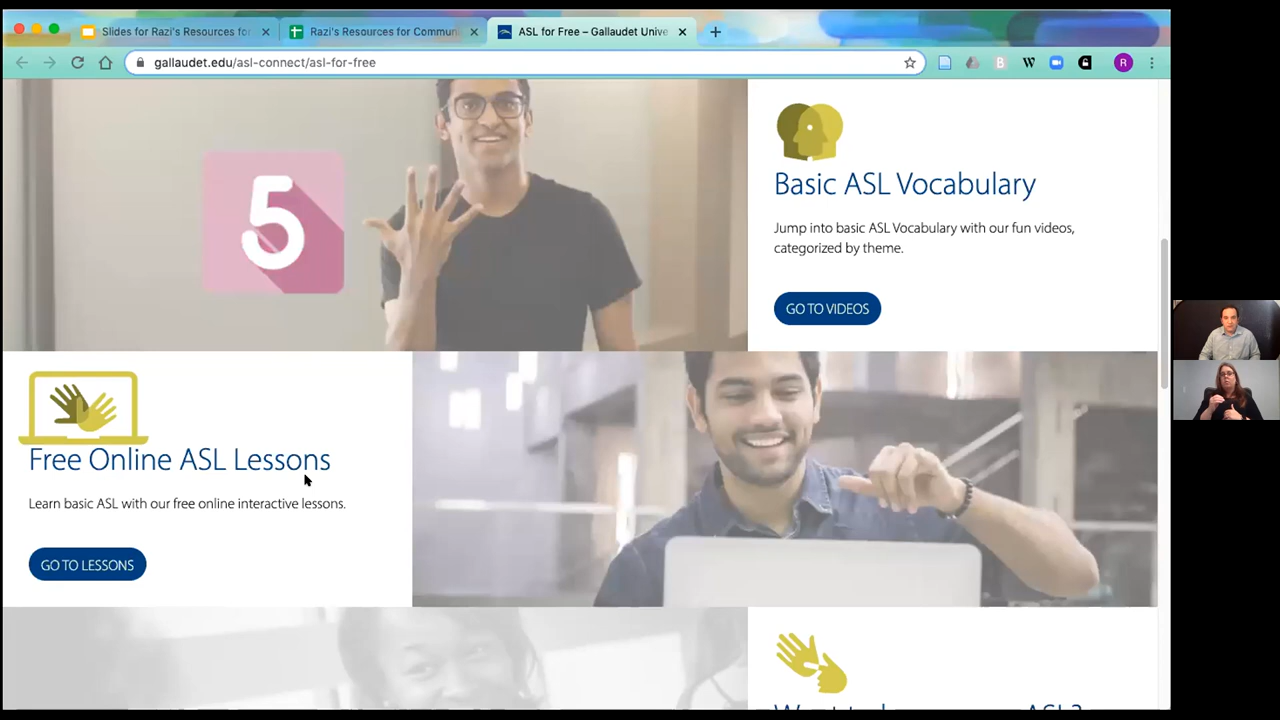 Slides for Razi's Resources for
Razi's Resources for Commun
ASL for Free – Gallaudet Unive
gallaudet.edu/asl-connect/asl-for-free
R
5
Basic ASL Vocabulary
Jump into basic ASL Vocabulary with our fun videos,
categorized by theme.
GO TO VIDEOS
Free Online ASL Lessons
Learn basic ASL with our free online interactive lessons.
GO TO LESSONS